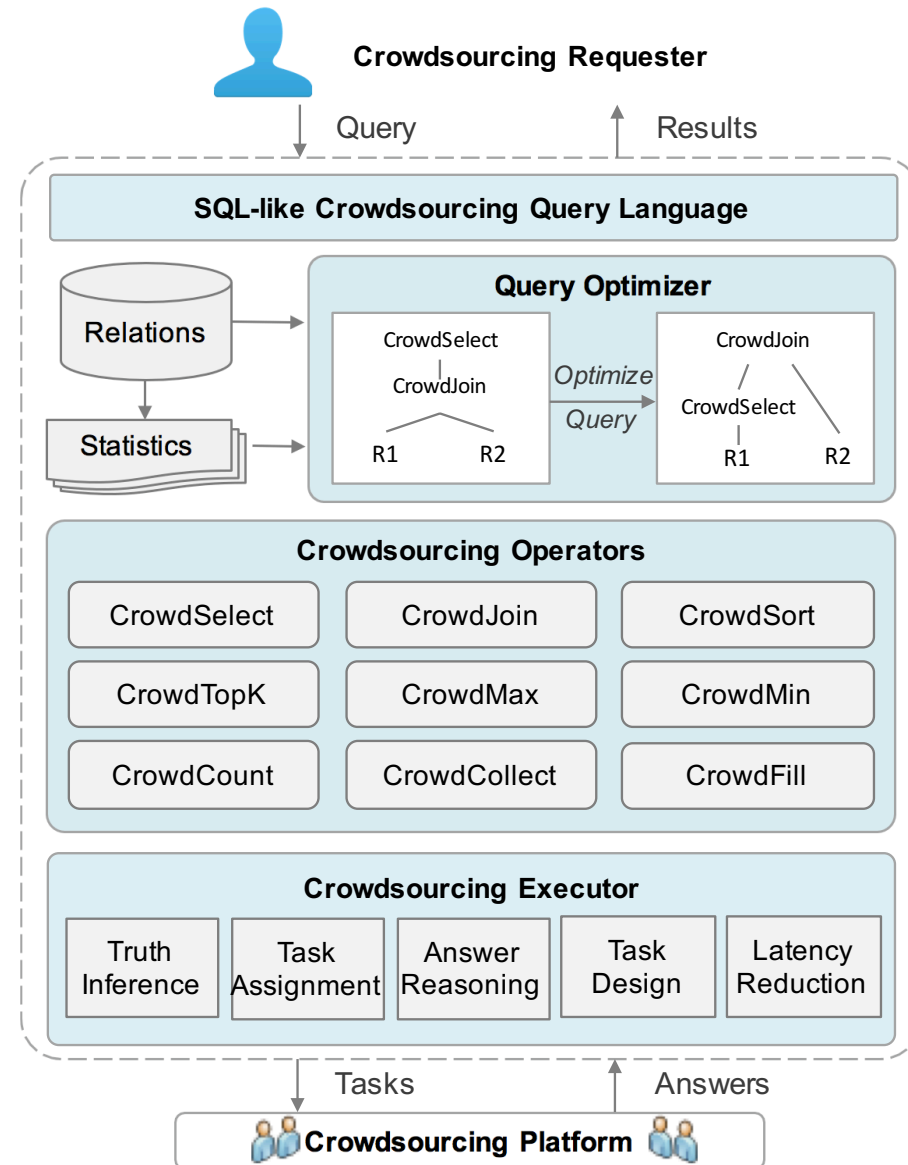 Crowdsourcing Requester
Query
Results
SQL-like Crowdsourcing Query Language
Relations
Statistics
Query Optimizer
CrowdSelect
CrowdJoin
R1 R2
Optimize
Query
CrowdJoin
CrowdSelect
R1 R2
Crowdsourcing Operators
CrowdSelect CrowdJoin CrowdSort
CrowdTopK CrowdMax CrowdMin
CrowdCount CrowdCollect CrowdFill
Crowdsourcing Executor
Truth
Inference
Task
Assignment
Answer
Reasoning
Task
Design
Latency
Reduction
Tasks
Answers
Crowdsourcing Platform